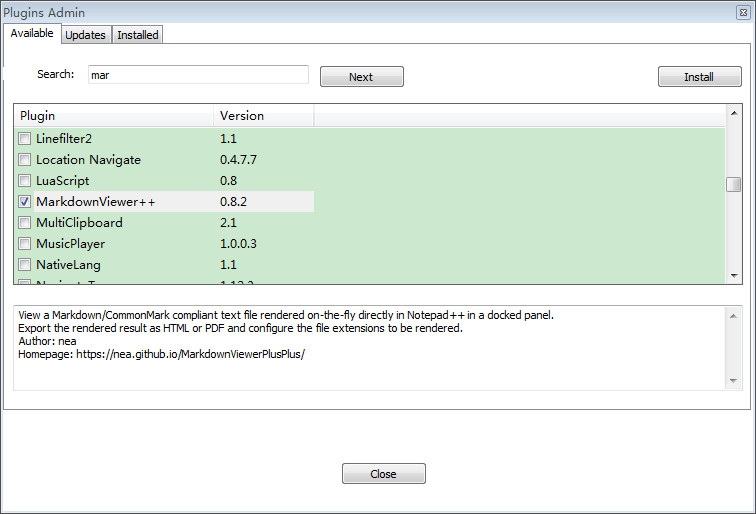 Plugins Admin
Available Updates Installed
Search: mar Next Install
Plugin Version
Linefilter2 1.1
Location Navigate 0.4.7.7
LuaScript 0.8
MarkdownViewer++ 0.8.2
MultiClipboard 2.1
MusicPlayer 1.0.0.3
NativeLang 1.1
View a Markdown/CommonMark compliant text file rendered on-the-fly directly in Notepad++ in a docked panel.
Export the rendered result as HTML or PDF and configure the file extensions to be rendered.
Author: nea
Homepage: https://nea.github.io/MarkdownViewerPlusPlus/
Close